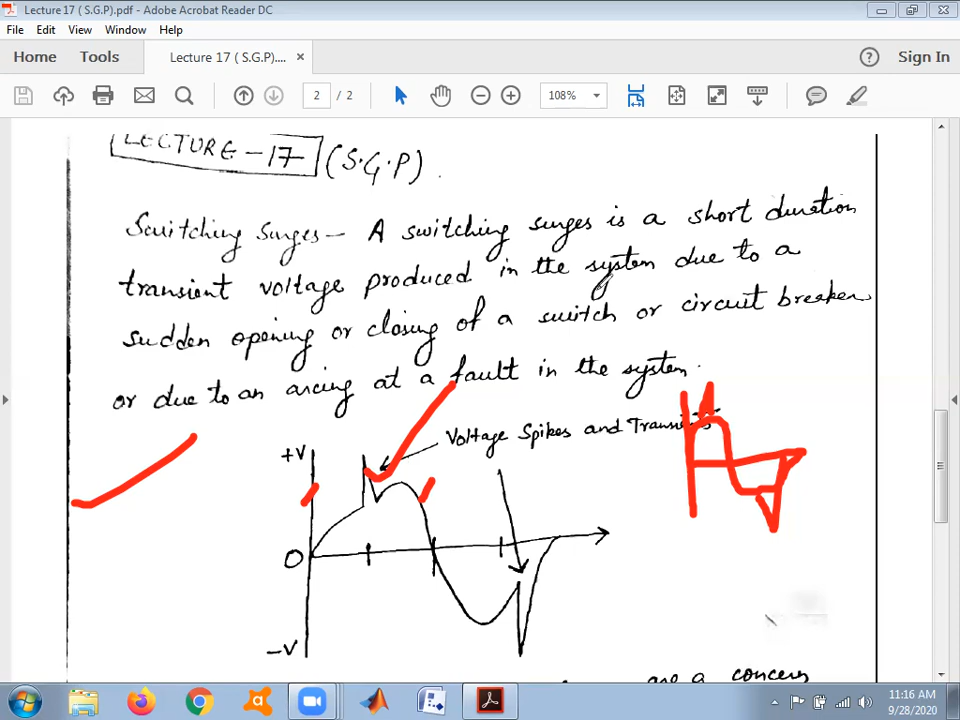 Lecture 17 ( S.G.P).pdf - Adobe Acrobat Reader DC
File Edit View Window Help
Home Tools Lecture 17 ( S.G.P).... × Sign In
2 / 2 108%
LECTURE - 17 (S.G.P).
Switching Surges - A switching surges is a short duration
transient voltage produced in the system due to a
sudden opening or closing of a switch or circuit breaker
or due to an arcing at a fault in the system.
Voltage Spikes and Transients
+V
O
-V
are a concern
11:16 AM
9/28/2020